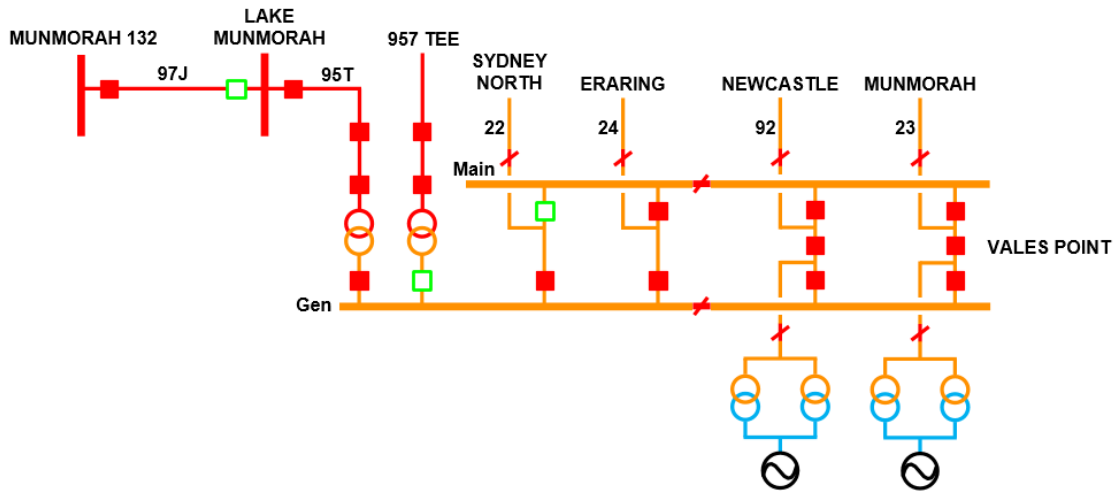 MUNMORAH 132
LAKE
MUNMORAH
957 TEE
SYDNEY
NORTH
ERARING
NEWCASTLE
MUNMORAH
97J
95T
22
24
92
23
Main
VALES POINT
Gen